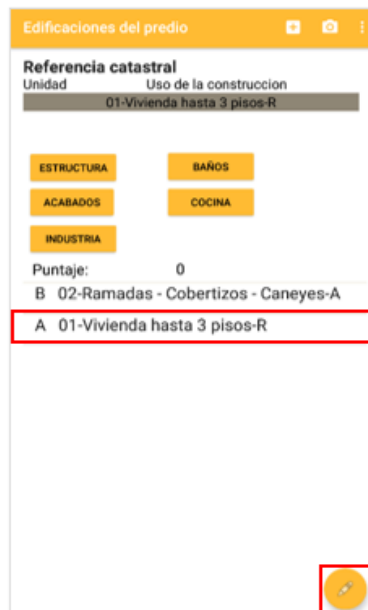 Edificaciones del predio
Referencia catastral
Unidad Uso de la construccion
01-Vivienda hasta 3 pisos-R
ESTRUCTURA BAÑOS
ACABADOS COCINA
INDUSTRIA
Puntaje: 0
B 02-Ramadas - Cobertizos - Caneyes-A
A 01-Vivienda hasta 3 pisos-R